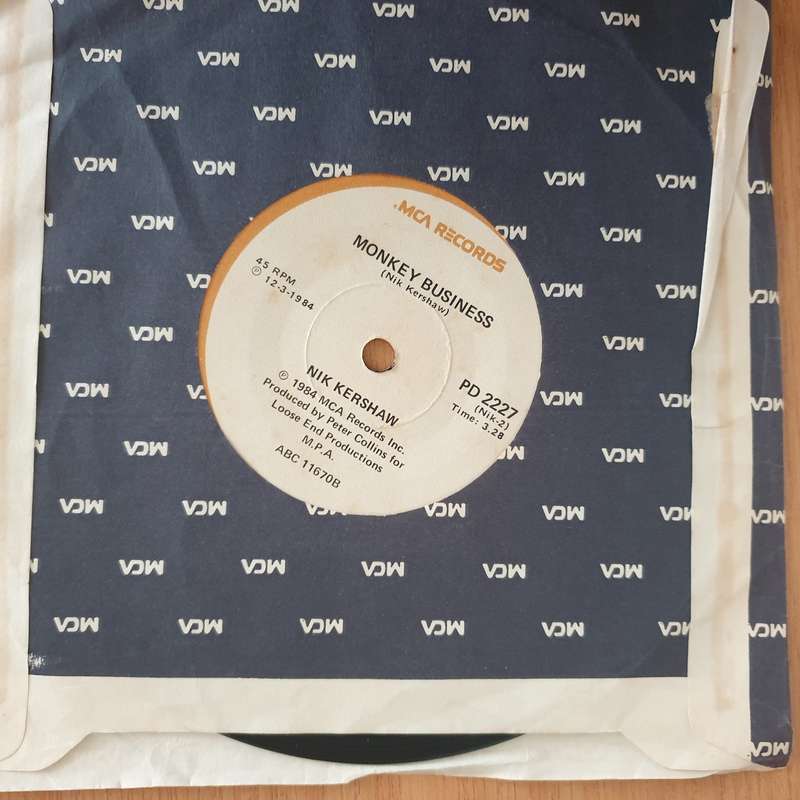 MCA RECORDS
MONKEY BUSINESS
(Nik Kershaw)
45 RPM
℗ 12-3-1984
NIK KERSHAW
℗ 1984 MCA Records Inc.
Produced by Peter Collins for
Loose End Productions
M.P.A.
ABC 11670B
PD 2227
(Nik-2)
Time: 3.28
MCA